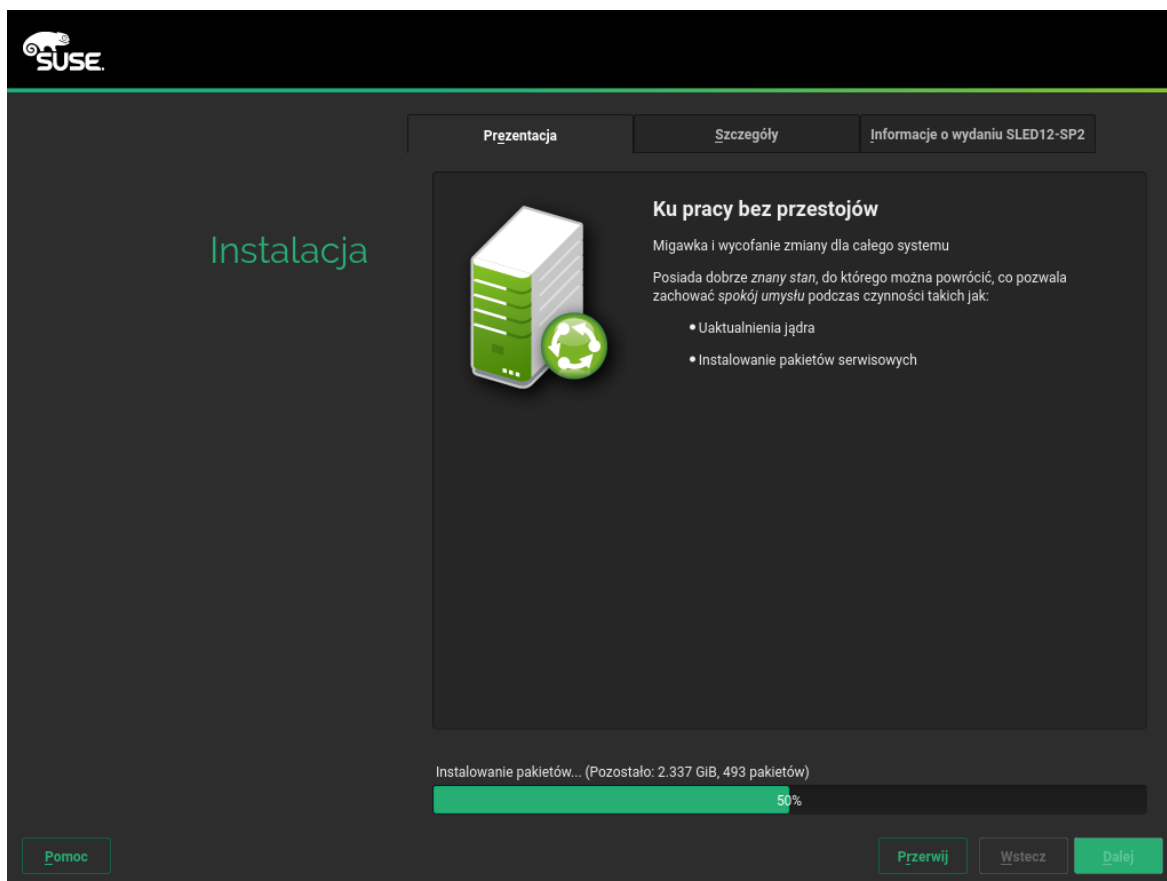 SUSE.
Prezentacja
Szczegóły
Informacje o wydaniu SLED12-SP2
Instalacja
Ku pracy bez przestojów
Migawka i wycofanie zmiany dla całego systemu
Posiada dobrze znany stan, do którego można powrócić, co pozwala
zachować spokój umysłu podczas czynności takich jak:
• Uaktualnienia jądra
• Instalowanie pakietów serwisowych
Instalowanie pakietów... (Pozostało: 2.337 GiB, 493 pakietów)
50%
Pomoc
Przerwij
Wstecz
Dalej